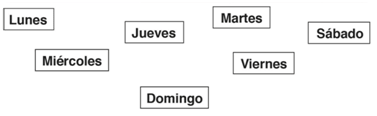 Lunes
Martes
Jueves
Sábado
Miércoles
Viernes
Domingo